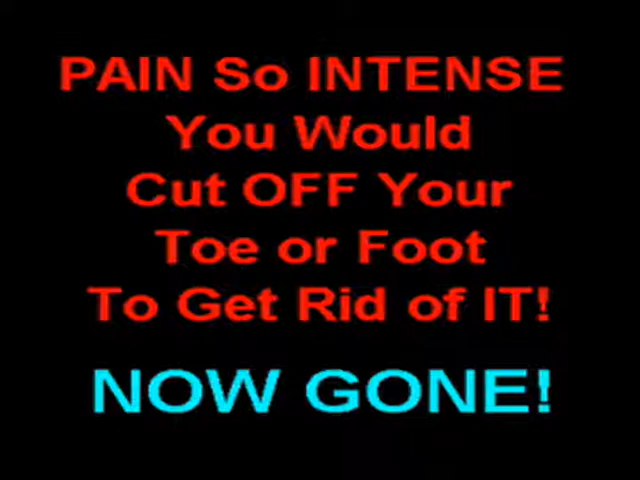 PAIN So INTENSE
You Would
Cut OFF Your
Toe or Foot
To Get Rid of IT!
NOW GONE!